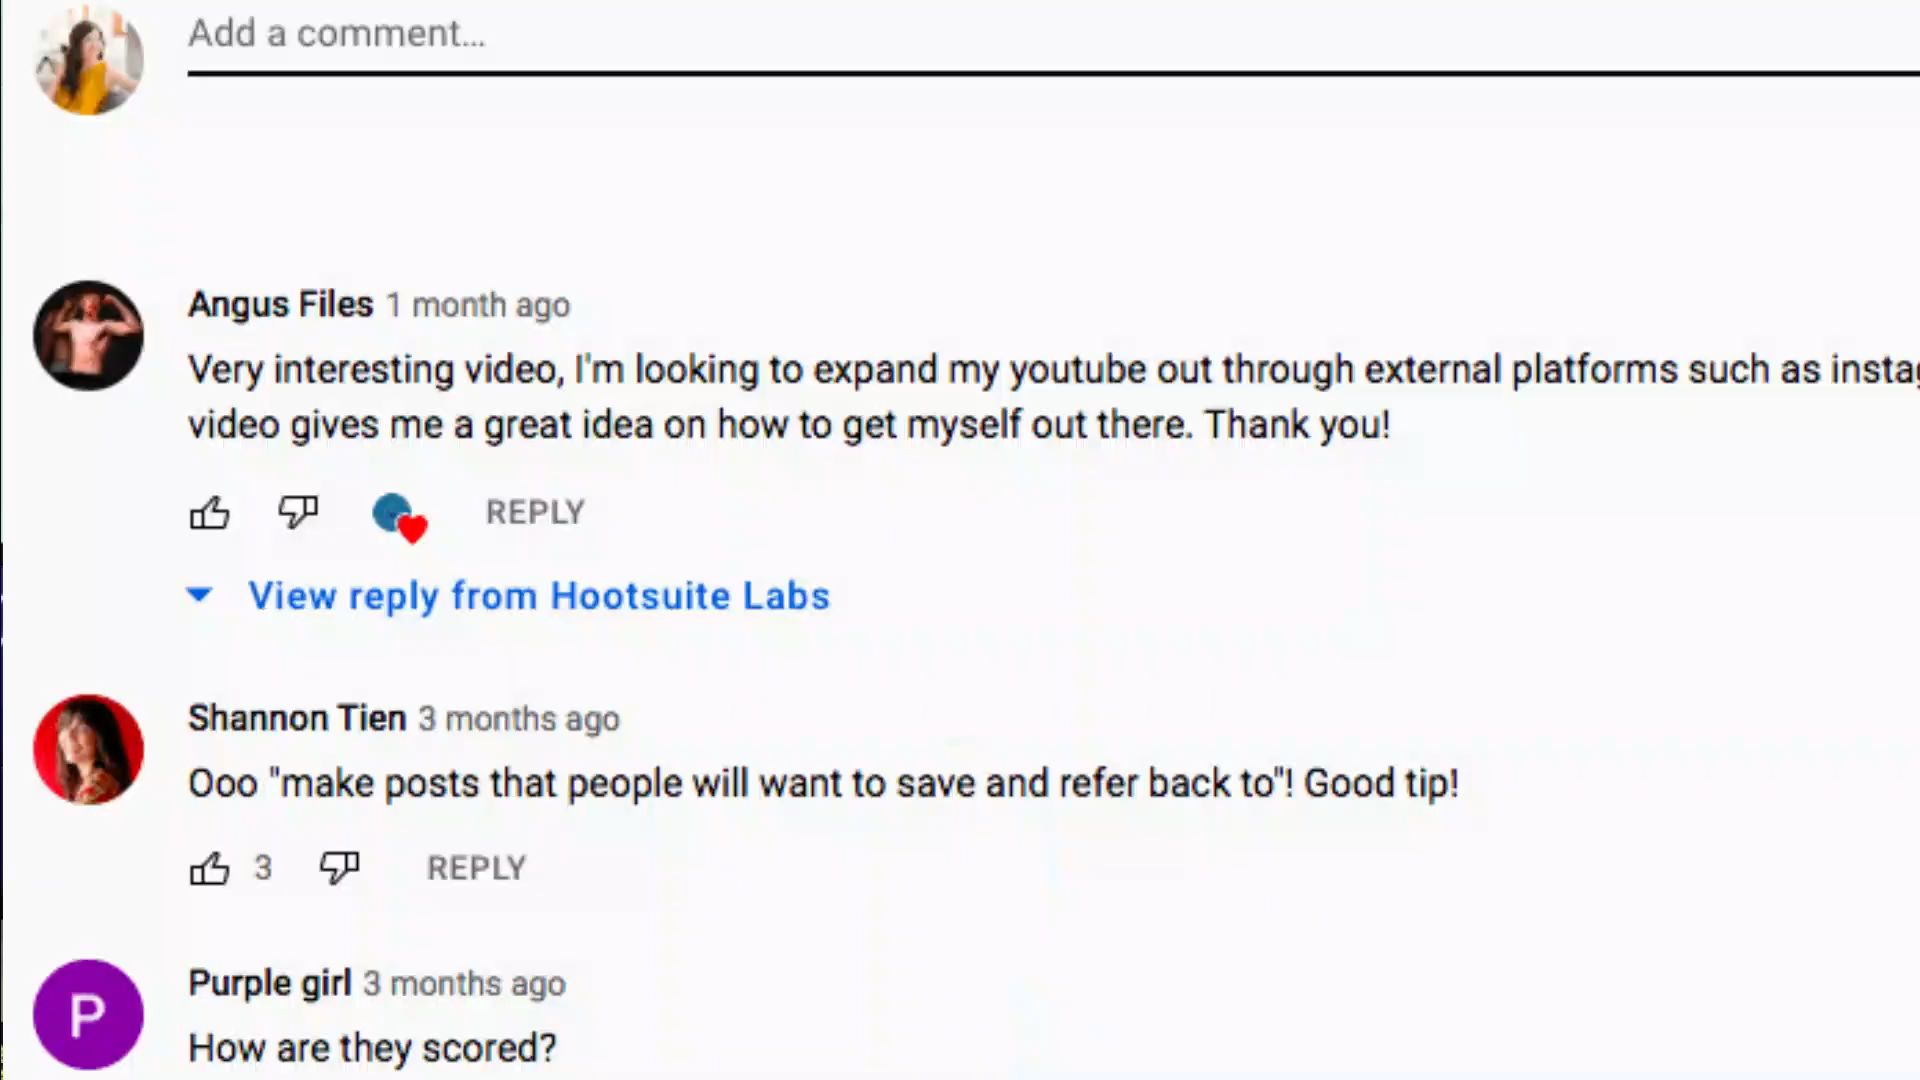 Add a comment...
Angus Files 1 month ago
Very interesting video, I'm looking to expand my youtube out through external platforms such as
video gives me a great idea on how to get myself out there. Thank you!
REPLY
View reply from Hootsuite Labs
Shannon Tien 3 months ago
Ooo "make posts that people will want to save and refer back to"! Good tip!
3 REPLY
P
Purple girl 3 months ago
How are they scored?